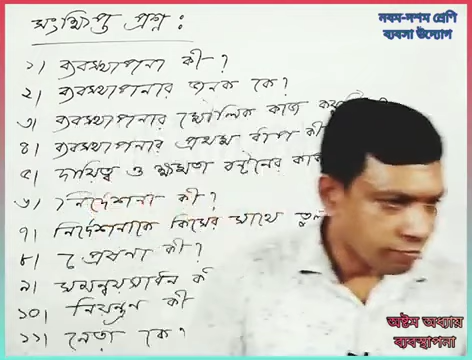 সংক্ষিপ্ত প্রশ্ন :
নবম-দশম শ্রেণি
ব্যবসা উদ্যোগ
১) ব্যবস্থাপনা কী ?
২) ব্যবস্থাপনার জনক কে ?
৩) ব্যবস্থাপনার মৌলিক কাজ
৪) ব্যবস্থাপনার প্রথম ধাপ কী
৫) দায়িত্ব ও ক্ষমতা বন্টনের
৬) নির্দেশনা কী ?
৭) নির্দেশনাকে কিসের সাথে
৮) প্রেষণা কী ?
৯) সমন্বয়সাধন
১০) নিয়ন্ত্রণ কী
১১) নেতা কে ?
অষ্টম অধ্যায়
ব্যবস্থাপনা